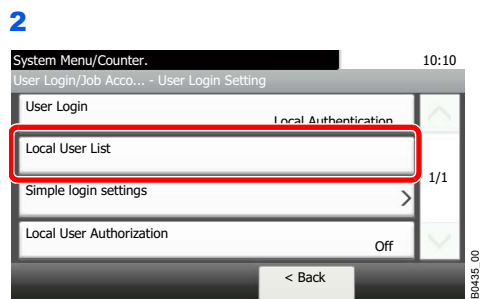 2
System Menu/Counter.
10:10
User Login/Job Acco... - User Login Setting
User Login
Local Authentication
Local User List
1/1
Simple login settings
Local User Authorization
Off
< Back
B0435_00